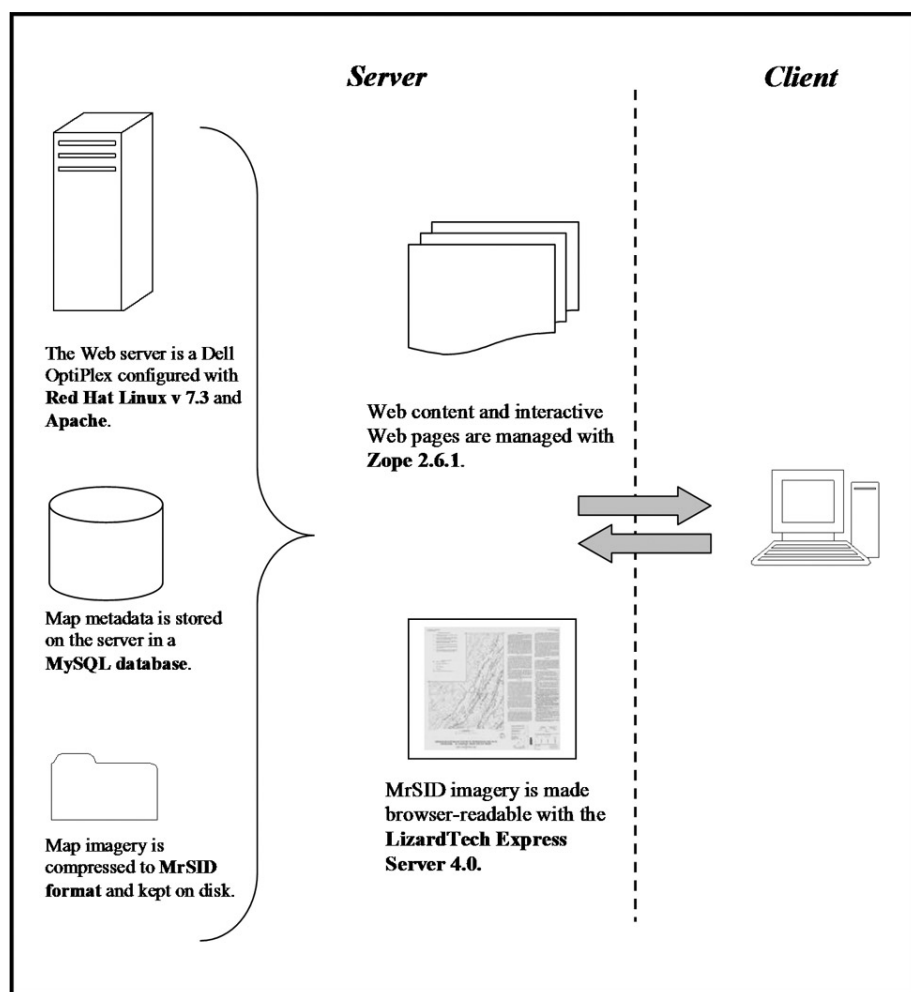 Server
Client
The Web server is a Dell
OptiPlex configured with
Red Hat Linux v 7.3 and
Apache.
Map metadata is stored
on the server in a
MySQL database.
Map imagery is
compressed to MrSID
format and kept on disk.
Web content and interactive
Web pages are managed with
Zope 2.6.1.
MrSID imagery is made
browser-readable with the
LizardTech Express
Server 4.0.